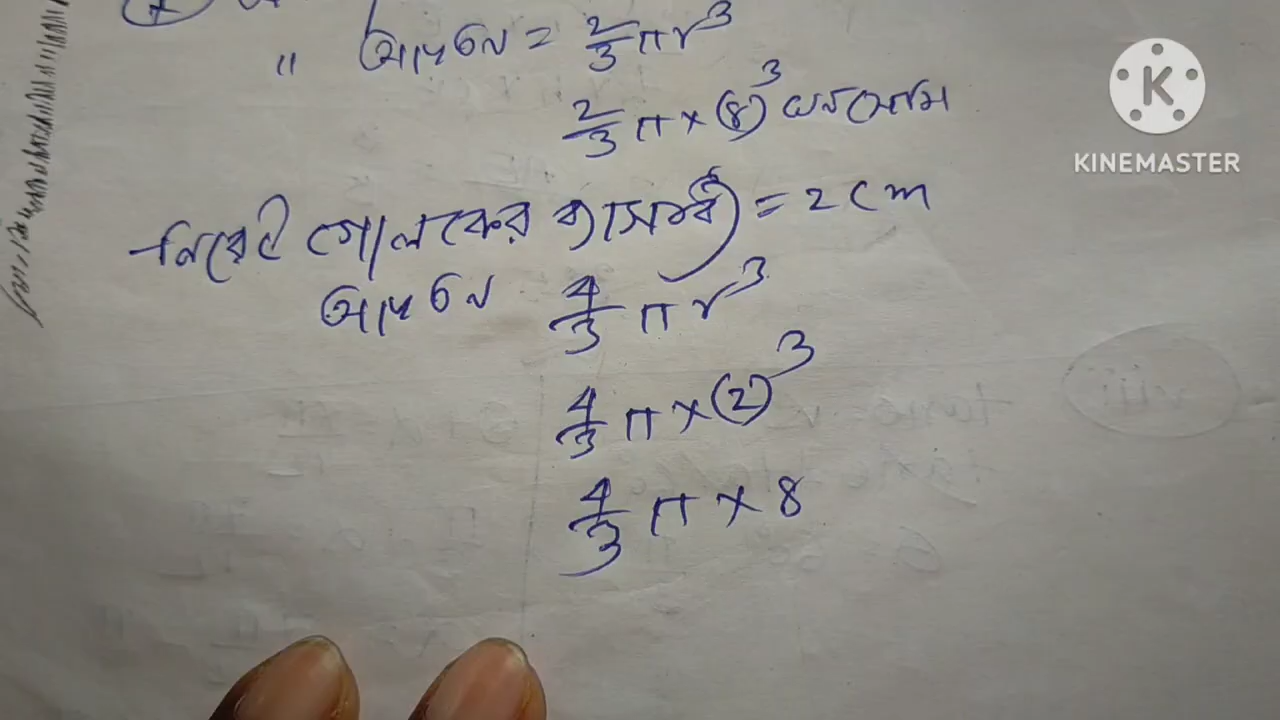 " আয়তন = 2/3 πr³
2/3 π × (8)³ ঘনসেমি
নিরেট গোলকের ব্যাসার্ধ = 2 cm
আয়তন 4/3 πr³
4/3 π × (2)³
4/3 π × 8
K
KINEMASTER